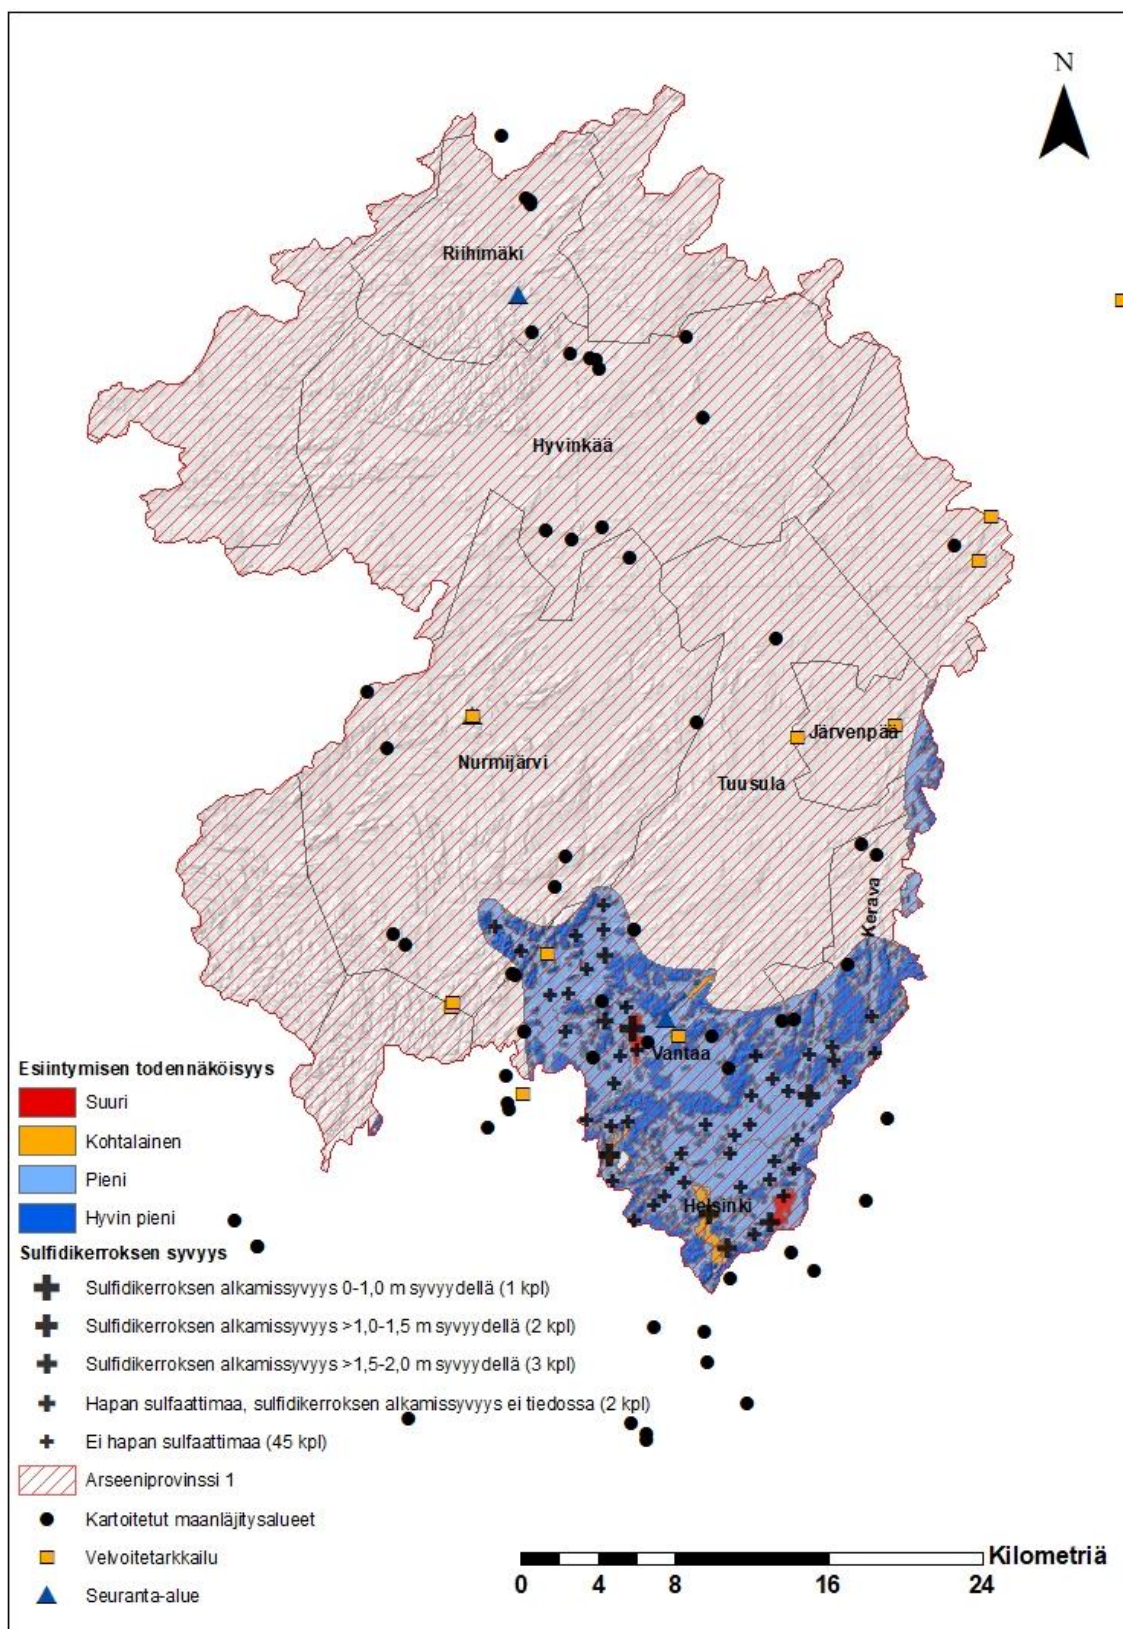 N
Riihimäki
Hyvinkää
Järvenpää
Nurmijärvi
Tuusula
Kerava
Vantaa
Helsinki
Esiintymisen todennäköisyys
Suuri
Kohtalainen
Pieni
Hyvin pieni
Sulfidikerroksen syvyys
Sulfidikerroksen alkamissyvyys 0-1,0 m syvyydellä (1 kpl)
Sulfidikerroksen alkamissyvyys >1,0-1,5 m syvyydellä (2 kpl)
Sulfidikerroksen alkamissyvyys >1,5-2,0 m syvyydellä (3 kpl)
Hapan sulfaattimaa, sulfidikerroksen alkamissyvyys ei tiedossa (2 kpl)
Ei hapan sulfaattimaa (45 kpl)
Arseeniprovinssi 1
Kartoitetut maanläjitysalueet
Velvoitetarkkailu
Seuranta-alue
Kilometriä
0 4 8 16 24